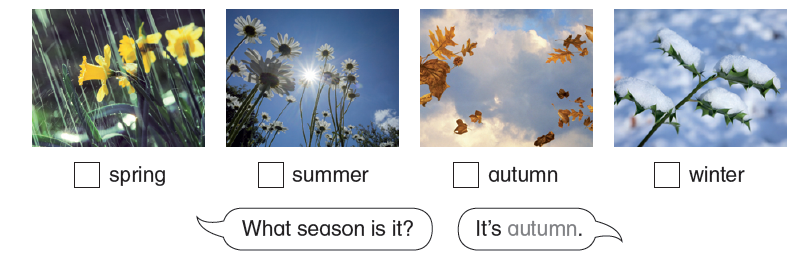 spring summer autumn winter
What season is it? It's autumn.